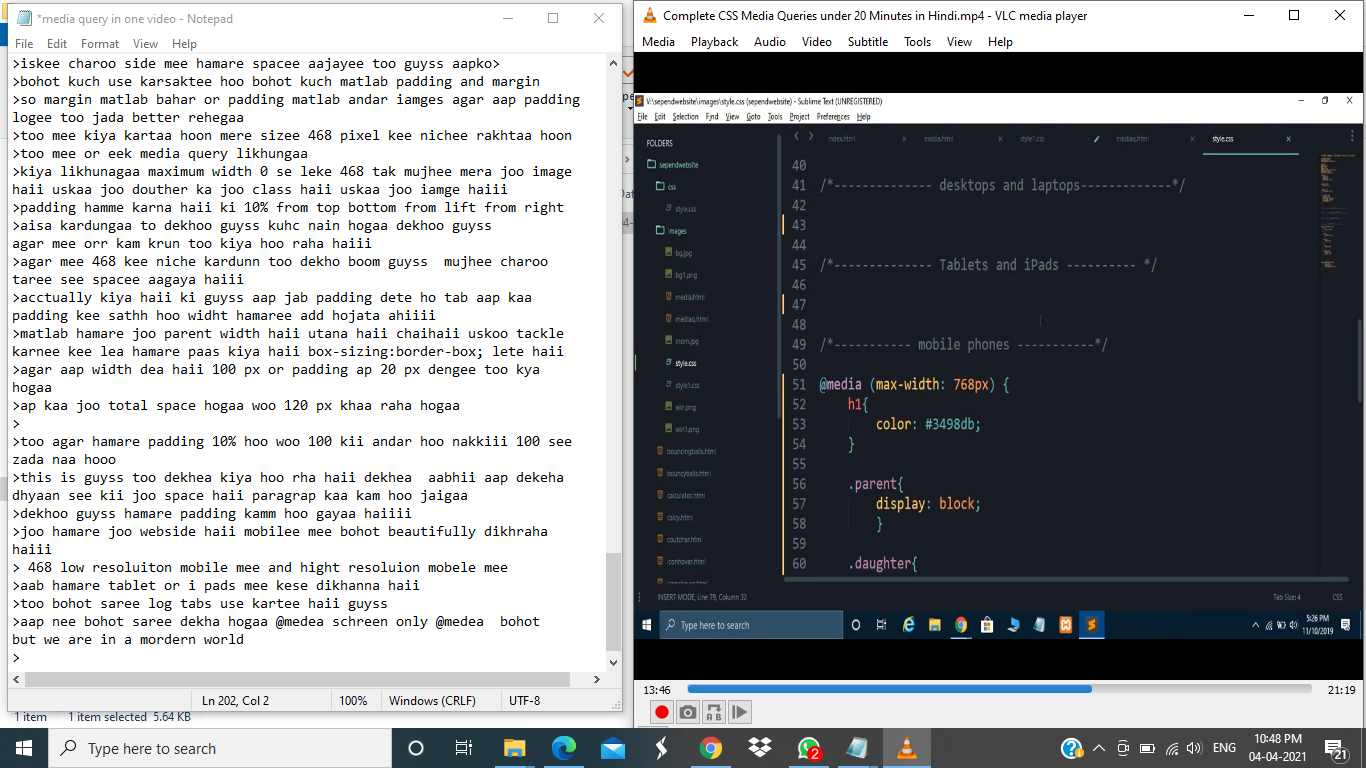 *media query in one video - Notepad
File Edit Format View Help
>iskee charoo side mee hamare spacee aajayee too guyss aapko>
>bohot kuch use karsaktee hoo bohot kuch matlab padding and margin
>so margin matlab bahar or padding matlab andar iamges agar aap padding
logee too jada better rehegaa
>too mee kiya kartaa hoon mere sizee 468 pixel kee nichee rakhtaa hoon
>too mee or eek media query likhungaa
>kiya likhunagaa maximum width 0 se leke 468 tak mujhee mera joo image
haii uskaa joo douther ka joo class haii uskaa joo iamge haiii
>padding hamme karna haii ki 10% from top bottom from lift from right
>aisa kardungaa to dekhoo guyss kuhc nain hogaa dekhoo guyss
agar mee orr kam krun too kiya hoo raha haiii
>agar mee 468 kee niche kardunn too dekho boom guyss  mujhee charoo
taree see spacee aagaya haiii
>acctually kiya haii ki guyss aap jab padding dete ho tab aap kaa
padding kee sathh hoo widht hamaree add hojata ahiiii
>matlab hamare joo parent width haii utana haii chaihaii uskoo tackle
karnee kee lea hamare paas kiya haii box-sizing:border-box; lete haii
>agar aap width dea haii 100 px or padding ap 20 px dengee too kya
hogaa
>ap kaa joo total space hogaa woo 120 px khaa raha hogaa
>
>too agar hamare padding 10% hoo woo 100 kii andar hoo nakkiii 100 see
zada naa hooo
>this is guyss too dekhea kiya hoo rha haii dekhea  aabhii aap dekeha
dhyaan see kii joo space haii paragrap kaa kam hoo jaigaa
>dekhoo guyss hamare padding kamm hoo gayaa haiiii
>joo hamare joo webside haii mobilee mee bohot beautifully dikhraha
haiii
> 468 low resoluiton mobile mee and hight resoluion mobele mee
>aab hamare tablet or i pads mee kese dikhanna haii
>too bohot saree log tabs use kartee haii guyss
>aap nee bohot saree dekha hogaa @medea schreen only @medea  bohot
but we are in a mordern world
>
Ln 202, Col 2 100% Windows (CRLF) UTF-8
1 item 1 item selected 5.64 KB
Complete CSS Media Queries under 20 Minutes in Hindi.mp4 - VLC media player
Media Playback Audio Video Subtitle Tools View Help
V:\sependwebsite\images\style.css (sependwebsite) - Sublime Text (UNREGISTERED)
File Edit Selection Find View Goto Tools Project Preferences Help
index.html media.html style1.css mediaq.html style.css
FOLDERS
sependwebsite
css
style.css
images
bg.jpg
bg1.png
media.html
mediaq.html
mom.jpg
style.css
style1.css
win.png
win1.png
bouncingballs.html
bouncyballs.html
calculator.html
calcy.html
coutchar.html
iconhover.html
40
41 /*------------- desktops and laptops-------------*/
42
43
44
45 /*------------- Tablets and iPads ---------- */
46
47
48
49 /*----------- mobile phones -----------*/
50
51 @media (max-width: 768px) {
52 h1{
53 color: #3498db;
54 }
55
56 .parent{
57 display: block;
58 }
59
60 .daughter{
INSERT MODE, Line 79, Column 32 Tab Size: 4 CSS
Type here to search 5:26 PM
11/10/2019
13:46 21:19
Type here to search 2 ENG 10:48 PM
04-04-2021 21